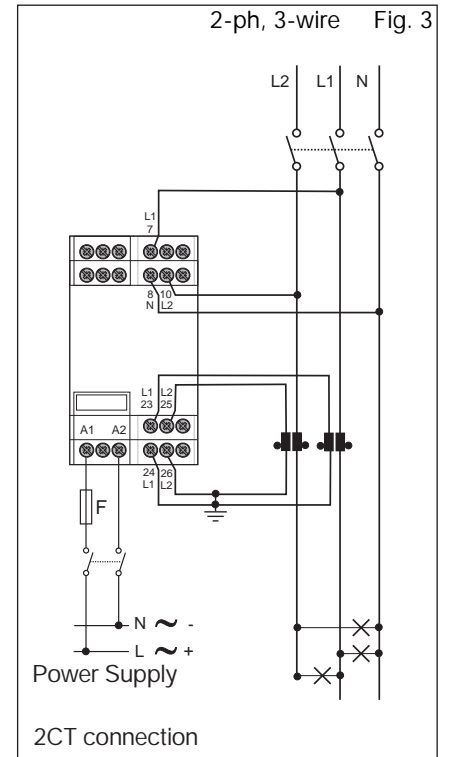 2-ph, 3-wire Fig. 3
L2 L1 N
L1
7
8 10
N L2
L1 L2
23 25
A1 A2
24 26
L1 L2
F
N ~ -
L ~ +
Power Supply
2CT connection